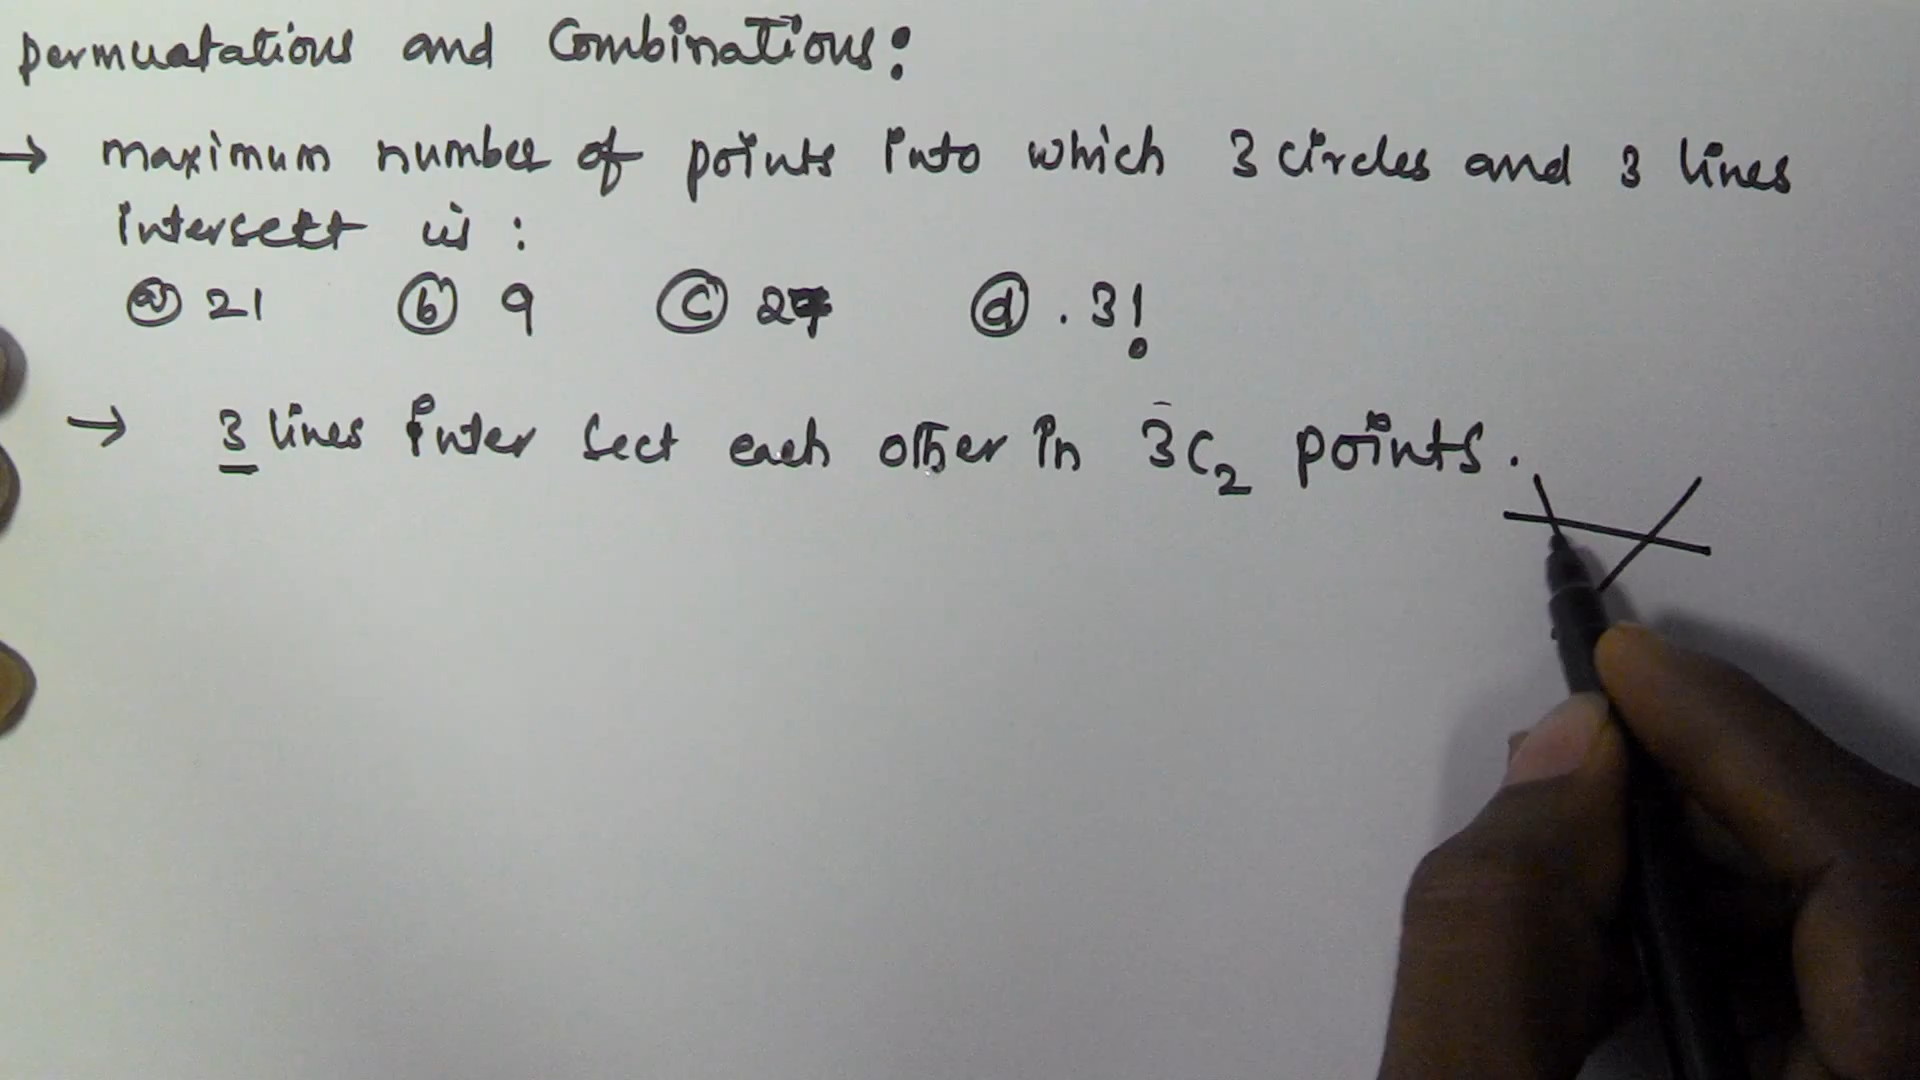 permuatations and Combinations:
→ maximum number of points into which 3 circles and 3 lines
intersect is :
ⓐ 21 ⓑ 9 ⓒ 27 ⓓ . 3!
→ 3 lines inter sect each other in 3C₂ points.